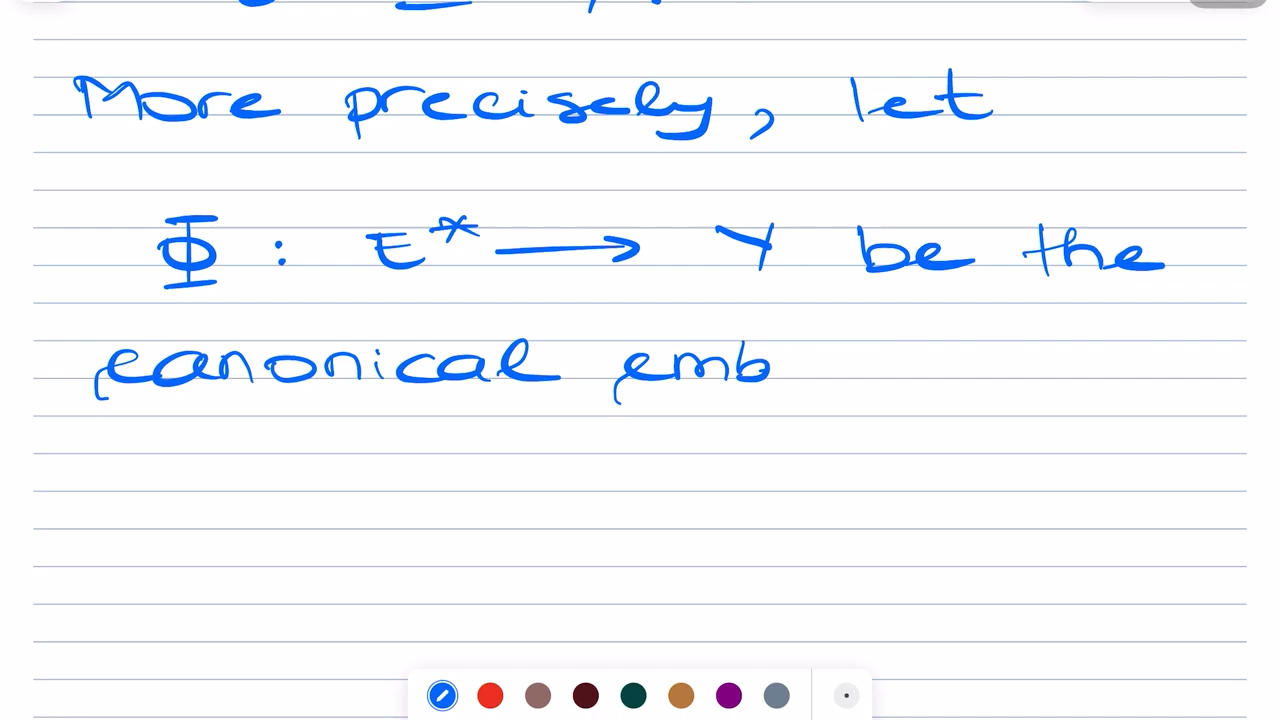 More precisely, let
Φ : E* → Y be the
canonical emb